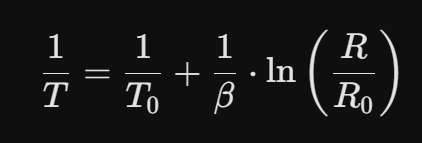 1/T = 1/T₀ + 1/β · ln(R/R₀)